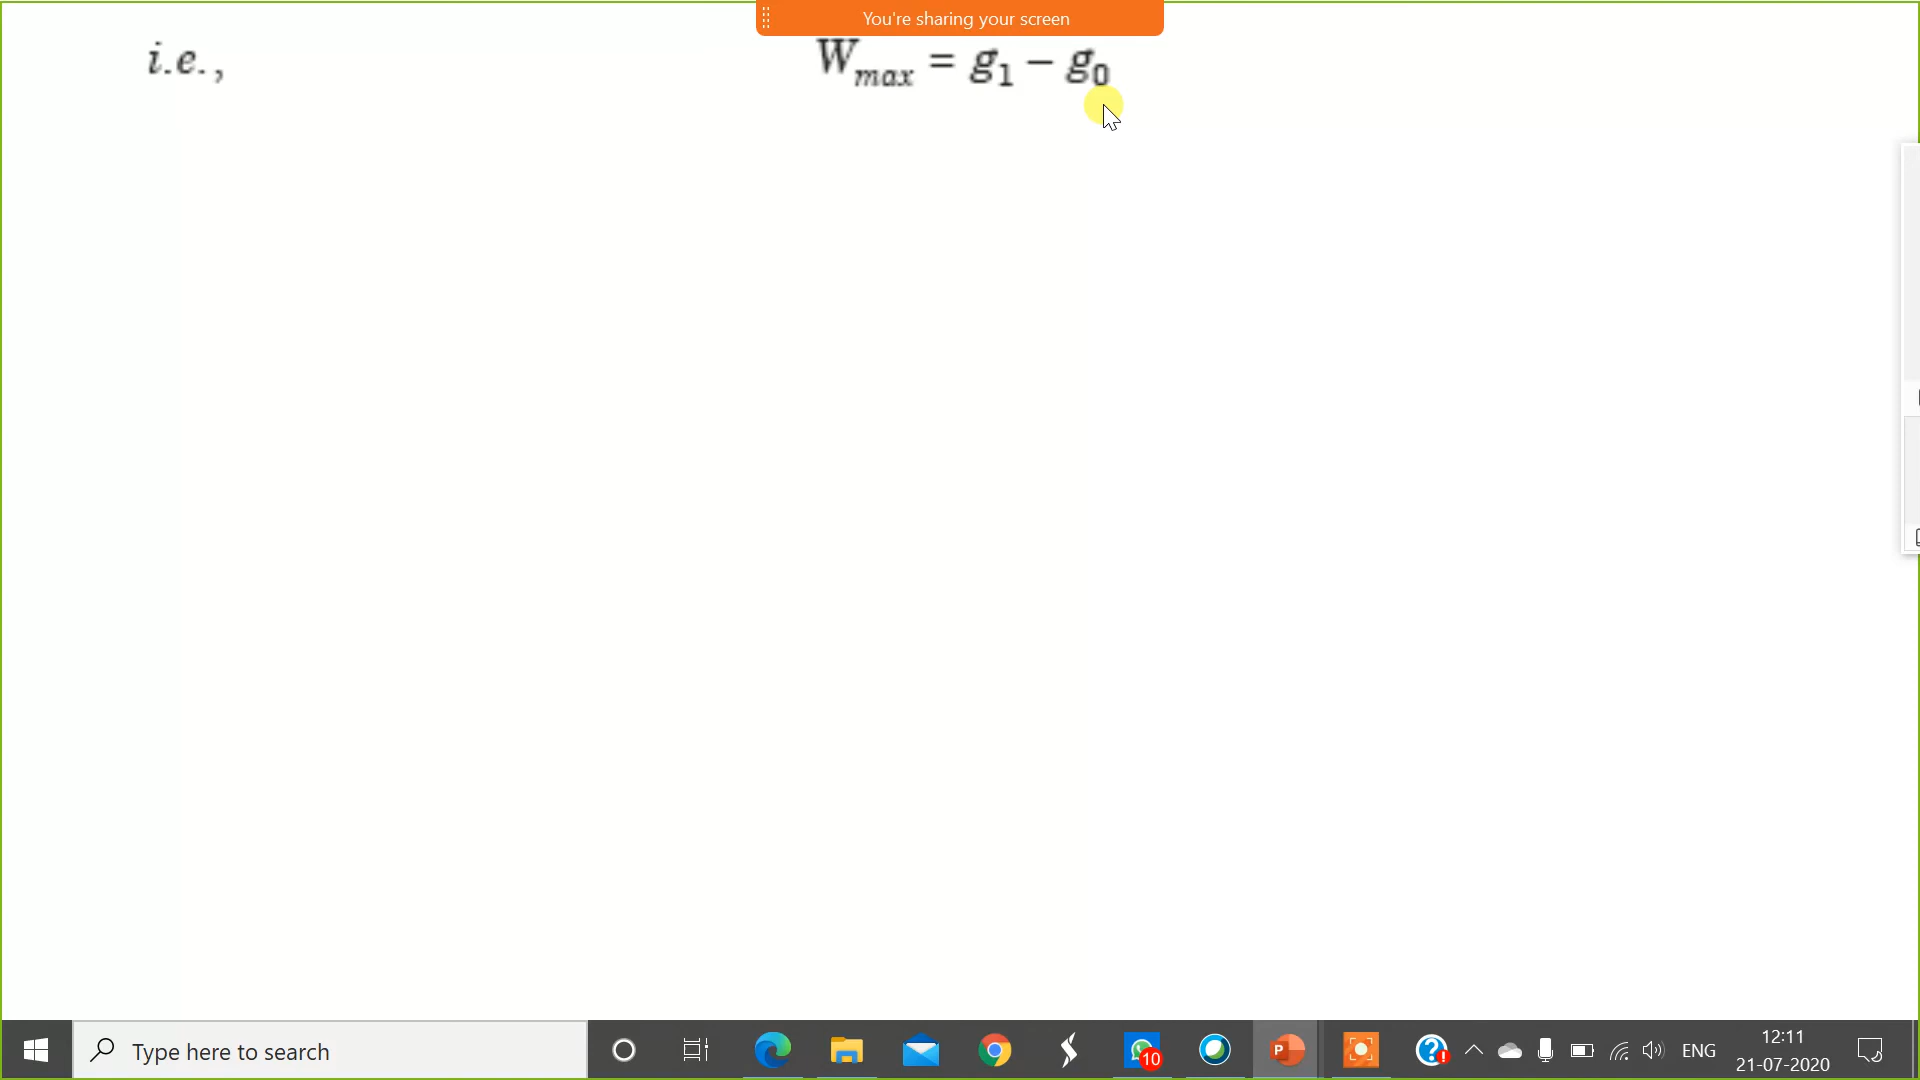 You're sharing your screen
i.e., W_max = g_1 − g_0
Type here to search
10
P
ENG
12:11
21-07-2020